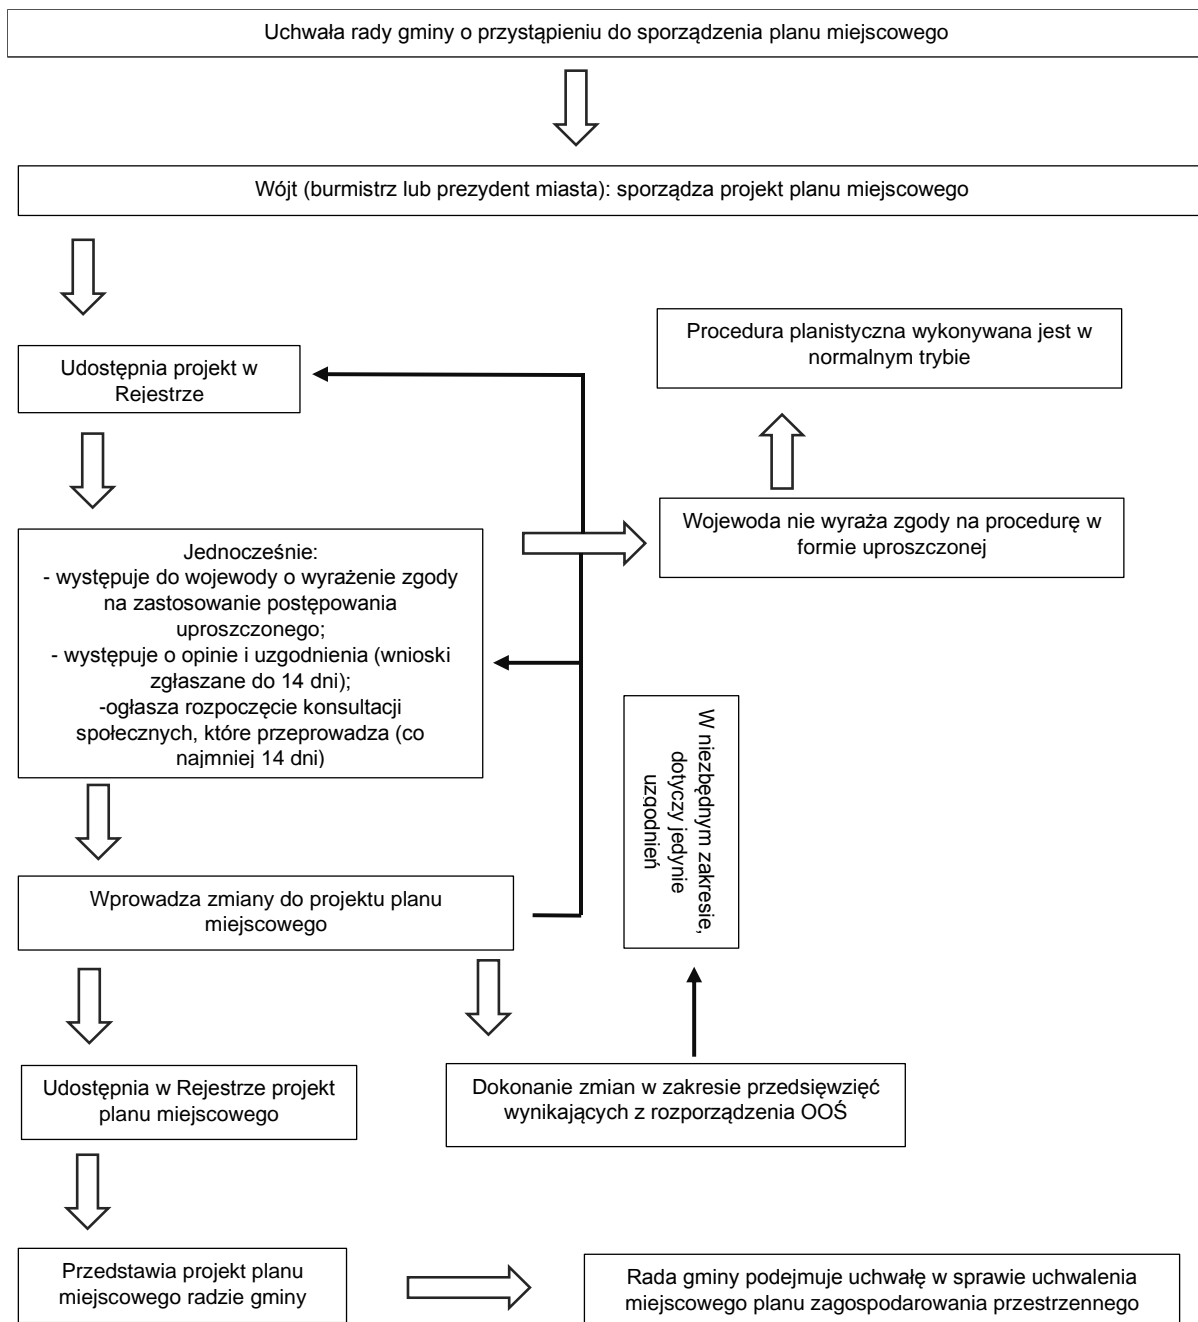 Uchwała rady gminy o przystąpieniu do sporządzenia planu miejscowego
Wójt (burmistrz lub prezydent miasta): sporządza projekt planu miejscowego
Udostępnia projekt w
Rejestrze
Procedura planistyczna wykonywana jest w
normalnym trybie
Jednocześnie:
- występuje do wojewody o wyrażenie zgody
na zastosowanie postępowania
uproszczonego;
- występuje o opinie i uzgodnienia (wnioski
zgłaszane do 14 dni);
-ogłasza rozpoczęcie konsultacji
społecznych, które przeprowadza (co
najmniej 14 dni)
Wojewoda nie wyraża zgody na procedurę w
formie uproszczonej
W niezbędnym zakresie,
dotyczy jedynie
uzgodnień
Wprowadza zmiany do projektu planu
miejscowego
Udostępnia w Rejestrze projekt
planu miejscowego
Dokonanie zmian w zakresie przedsięwzięć
wynikających z rozporządzenia OOŚ
Przedstawia projekt planu
miejscowego radzie gminy
Rada gminy podejmuje uchwałę w sprawie uchwalenia
miejscowego planu zagospodarowania przestrzennego